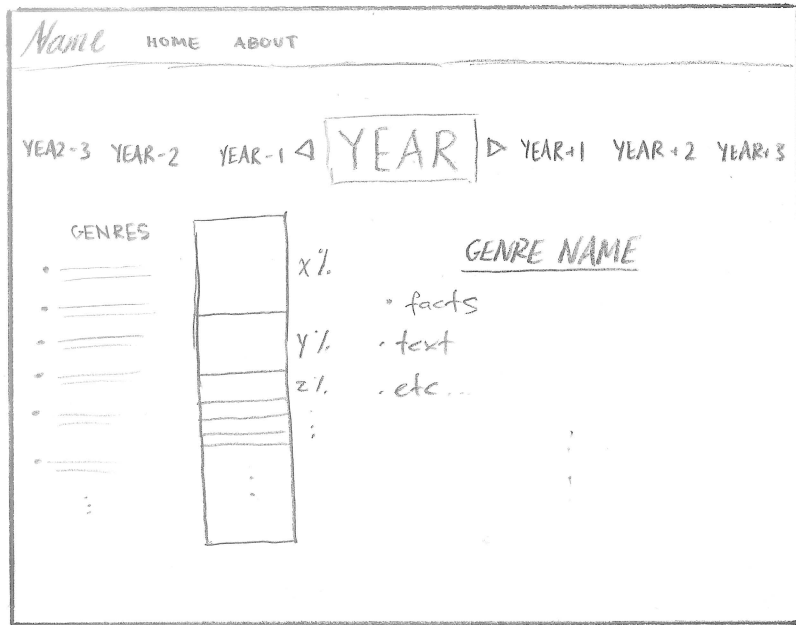 Name HOME ABOUT
YEAR-3 YEAR-2 YEAR-1 YEAR YEAR+1 YEAR+2 YEAR+3
GENRES
GENRE NAME
x%
• facts
y%
• text
z%
• etc...